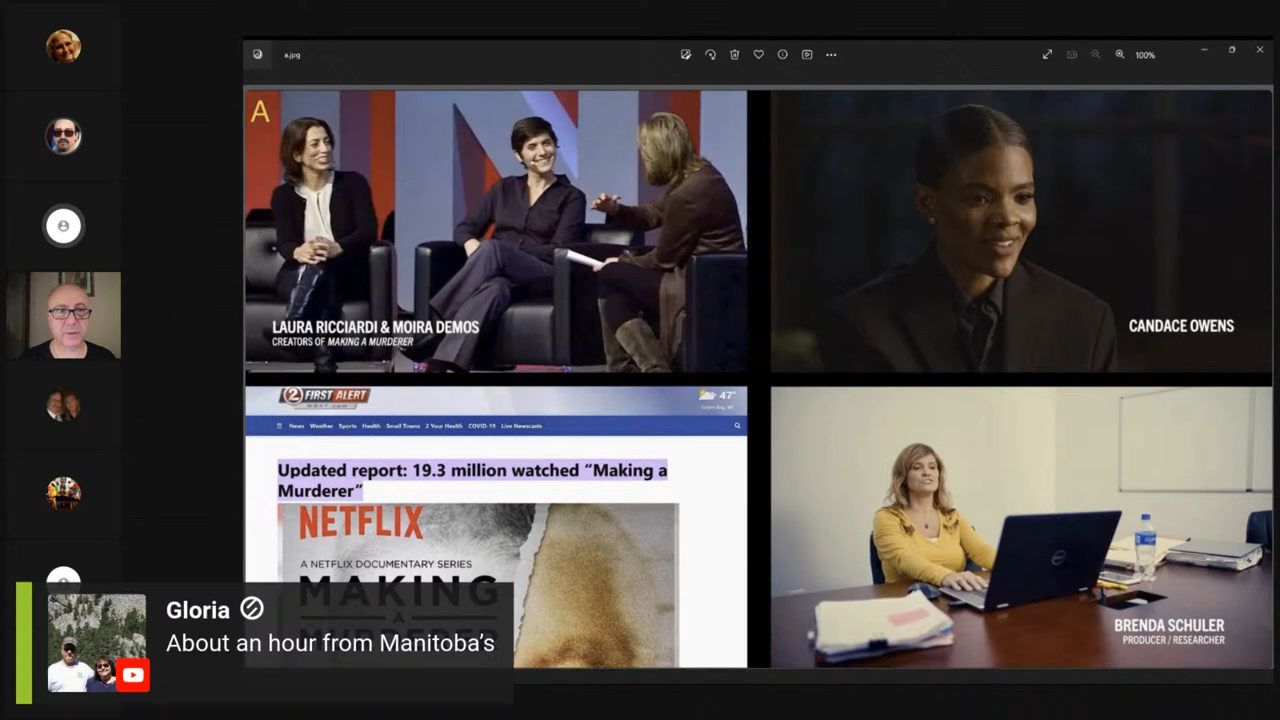 a.jpg
100%
A
LAURA RICCIARDI & MOIRA DEMOS
CREATORS OF MAKING A MURDERER
CANDACE OWENS
2 FIRST ALERT
47°
News Weather Sports Health Small Towns 2 Your Health COVID-19 Live Newscasts
Updated report: 19.3 million watched “Making a
Murderer”
NETFLIX
A NETFLIX DOCUMENTARY SERIES
MAKING
A
MURDERER
BRENDA SCHULER
PRODUCER / RESEARCHER
Gloria
About an hour from Manitoba’s